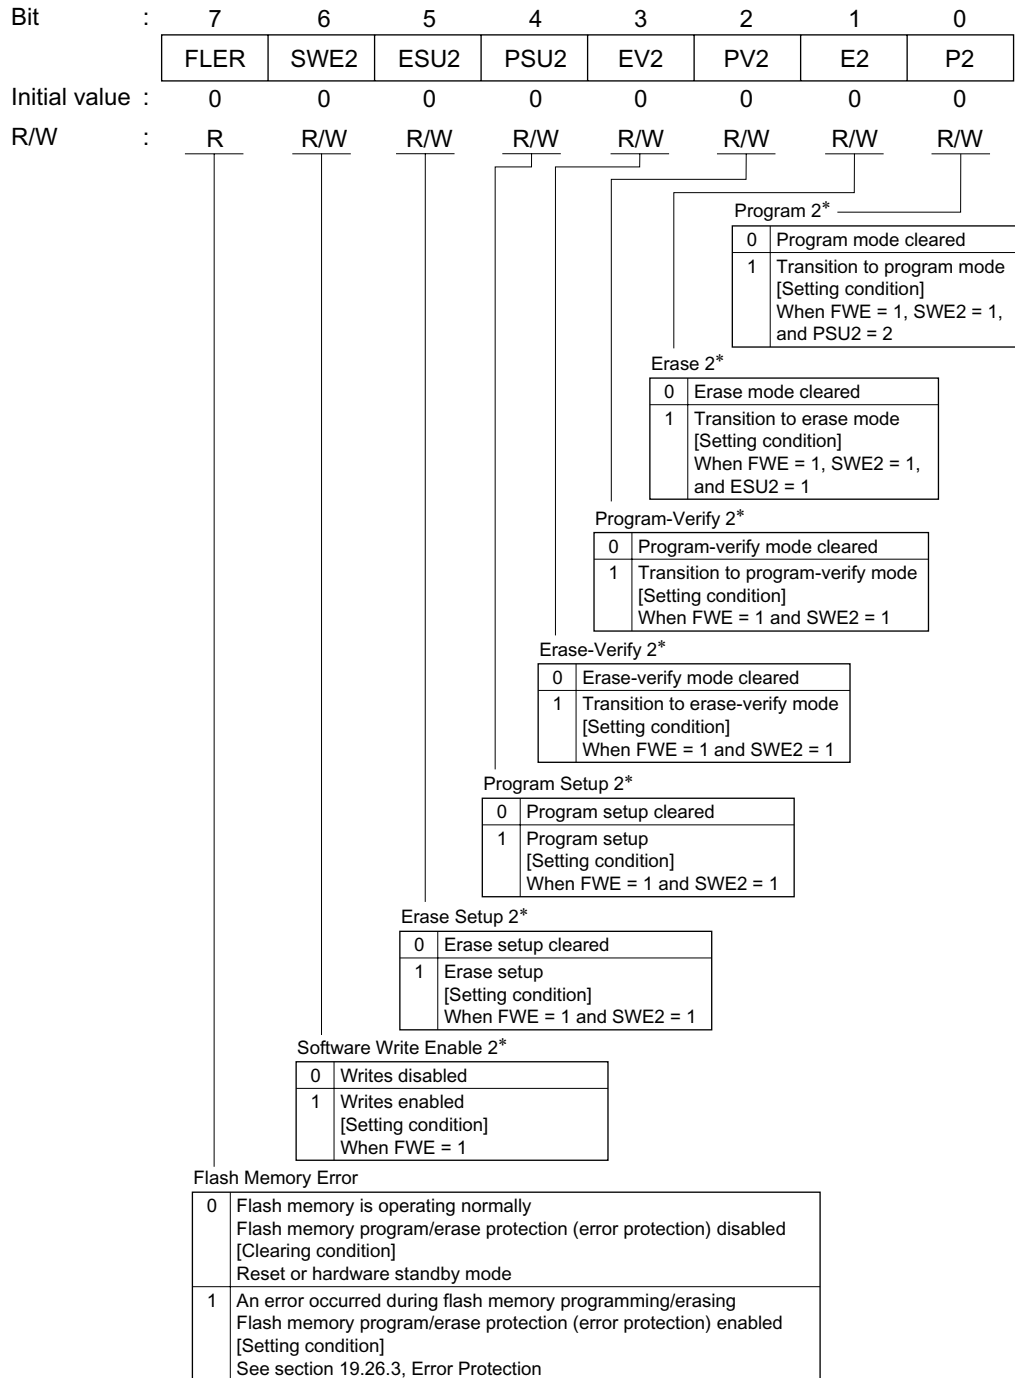 Bit : 7 6 5 4 3 2 1 0
FLER SWE2 ESU2 PSU2 EV2 PV2 E2 P2
Initial value : 0 0 0 0 0 0 0 0
R/W : R R/W R/W R/W R/W R/W R/W R/W
Program 2*
0 Program mode cleared
1 Transition to program mode
[Setting condition]
When FWE = 1, SWE2 = 1,
and PSU2 = 2
Erase 2*
0 Erase mode cleared
1 Transition to erase mode
[Setting condition]
When FWE = 1, SWE2 = 1,
and ESU2 = 1
Program-Verify 2*
0 Program-verify mode cleared
1 Transition to program-verify mode
[Setting condition]
When FWE = 1 and SWE2 = 1
Erase-Verify 2*
0 Erase-verify mode cleared
1 Transition to erase-verify mode
[Setting condition]
When FWE = 1 and SWE2 = 1
Program Setup 2*
0 Program setup cleared
1 Program setup
[Setting condition]
When FWE = 1 and SWE2 = 1
Erase Setup 2*
0 Erase setup cleared
1 Erase setup
[Setting condition]
When FWE = 1 and SWE2 = 1
Software Write Enable 2*
0 Writes disabled
1 Writes enabled
[Setting condition]
When FWE = 1
Flash Memory Error
0 Flash memory is operating normally
Flash memory program/erase protection (error protection) disabled
[Clearing condition]
Reset or hardware standby mode
1 An error occurred during flash memory programming/erasing
Flash memory program/erase protection (error protection) enabled
[Setting condition]
See section 19.26.3, Error Protection